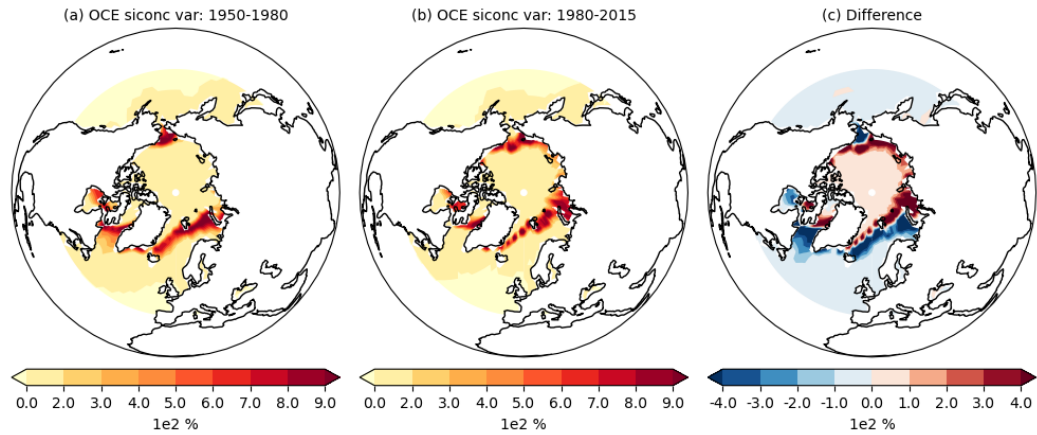 (a) OCE siconc var: 1950-1980
(b) OCE siconc var: 1980-2015
(c) Difference
0.0 2.0 3.0 4.0 5.0 6.0 7.0 8.0 9.0
0.0 2.0 3.0 4.0 5.0 6.0 7.0 8.0 9.0
-4.0 -3.0 -2.0 -1.0 0.0 1.0 2.0 3.0 4.0
1e2 %
1e2 %
1e2 %